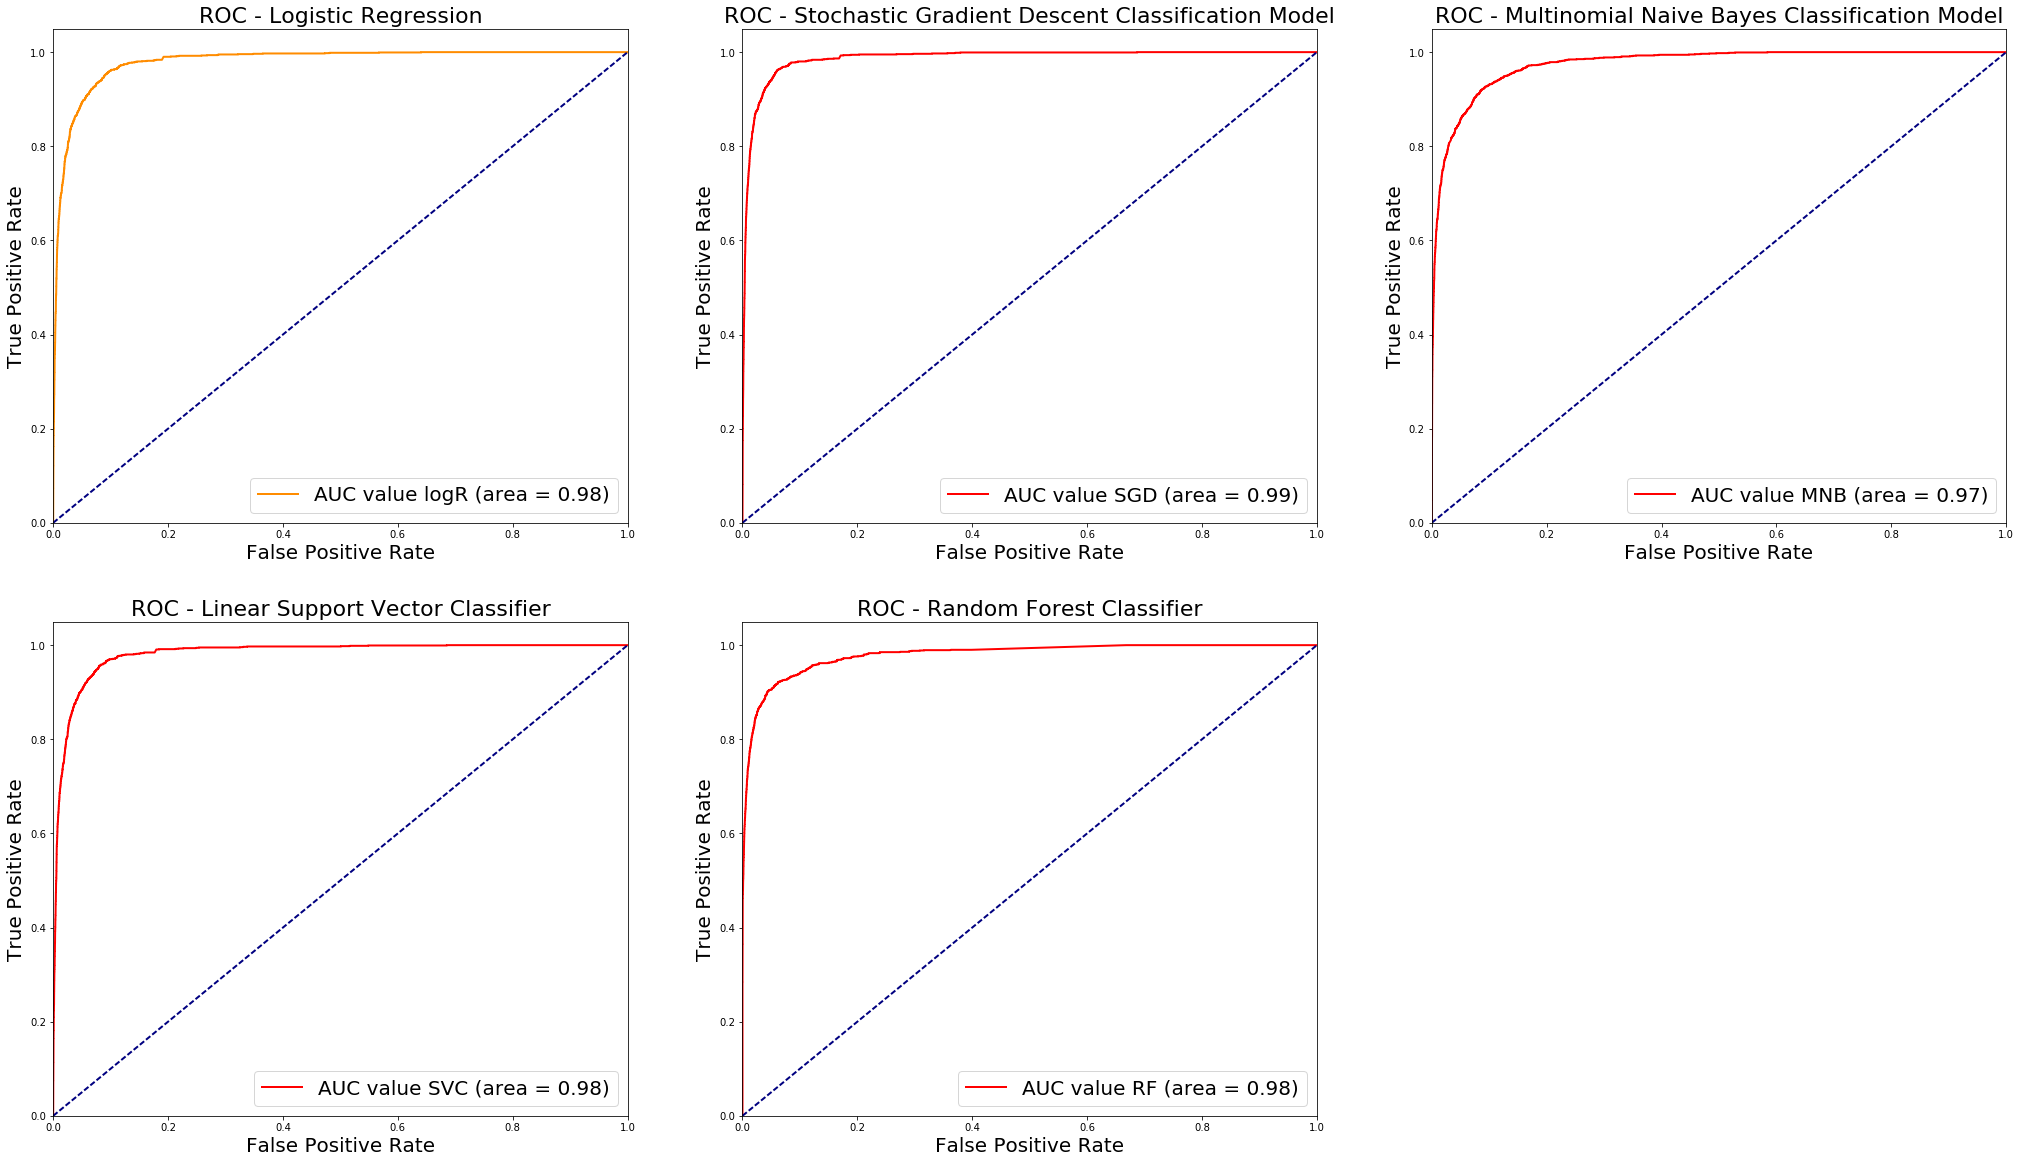 ROC - Logistic Regression
True Positive Rate
1.0
0.8
0.6
0.4
0.2
0.0
AUC value logR (area = 0.98)
0.0 0.2 0.4 0.6 0.8 1.0
False Positive Rate
ROC - Stochastic Gradient Descent Classification Model
True Positive Rate
1.0
0.8
0.6
0.4
0.2
0.0
AUC value SGD (area = 0.99)
0.0 0.2 0.4 0.6 0.8 1.0
False Positive Rate
ROC - Multinomial Naive Bayes Classification Model
True Positive Rate
1.0
0.8
0.6
0.4
0.2
0.0
AUC value MNB (area = 0.97)
0.0 0.2 0.4 0.6 0.8 1.0
False Positive Rate
ROC - Linear Support Vector Classifier
True Positive Rate
1.0
0.8
0.6
0.4
0.2
0.0
AUC value SVC (area = 0.98)
0.0 0.2 0.4 0.6 0.8 1.0
False Positive Rate
ROC - Random Forest Classifier
True Positive Rate
1.0
0.8
0.6
0.4
0.2
0.0
AUC value RF (area = 0.98)
0.0 0.2 0.4 0.6 0.8 1.0
False Positive Rate